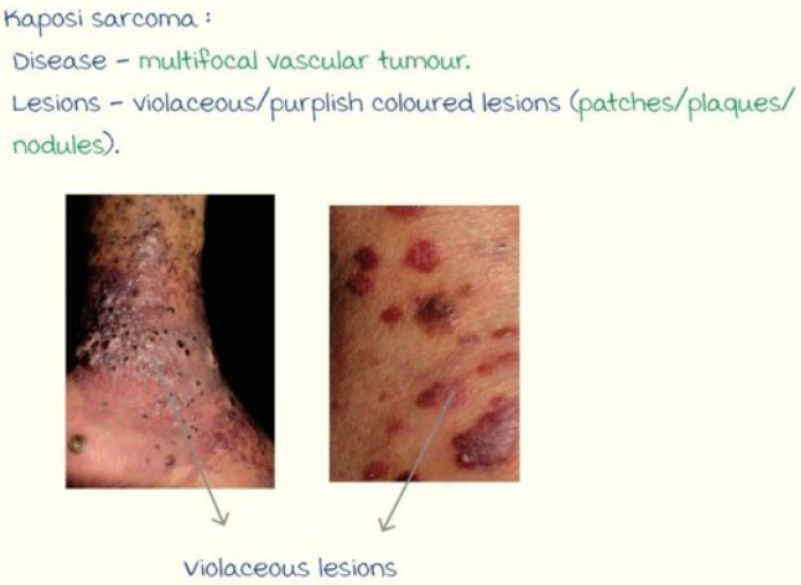 Kaposi sarcoma :
Disease - multifocal vascular tumour.
Lesions - violaceous/purplish coloured lesions (patches/plaques/
nodules).
Violaceous lesions